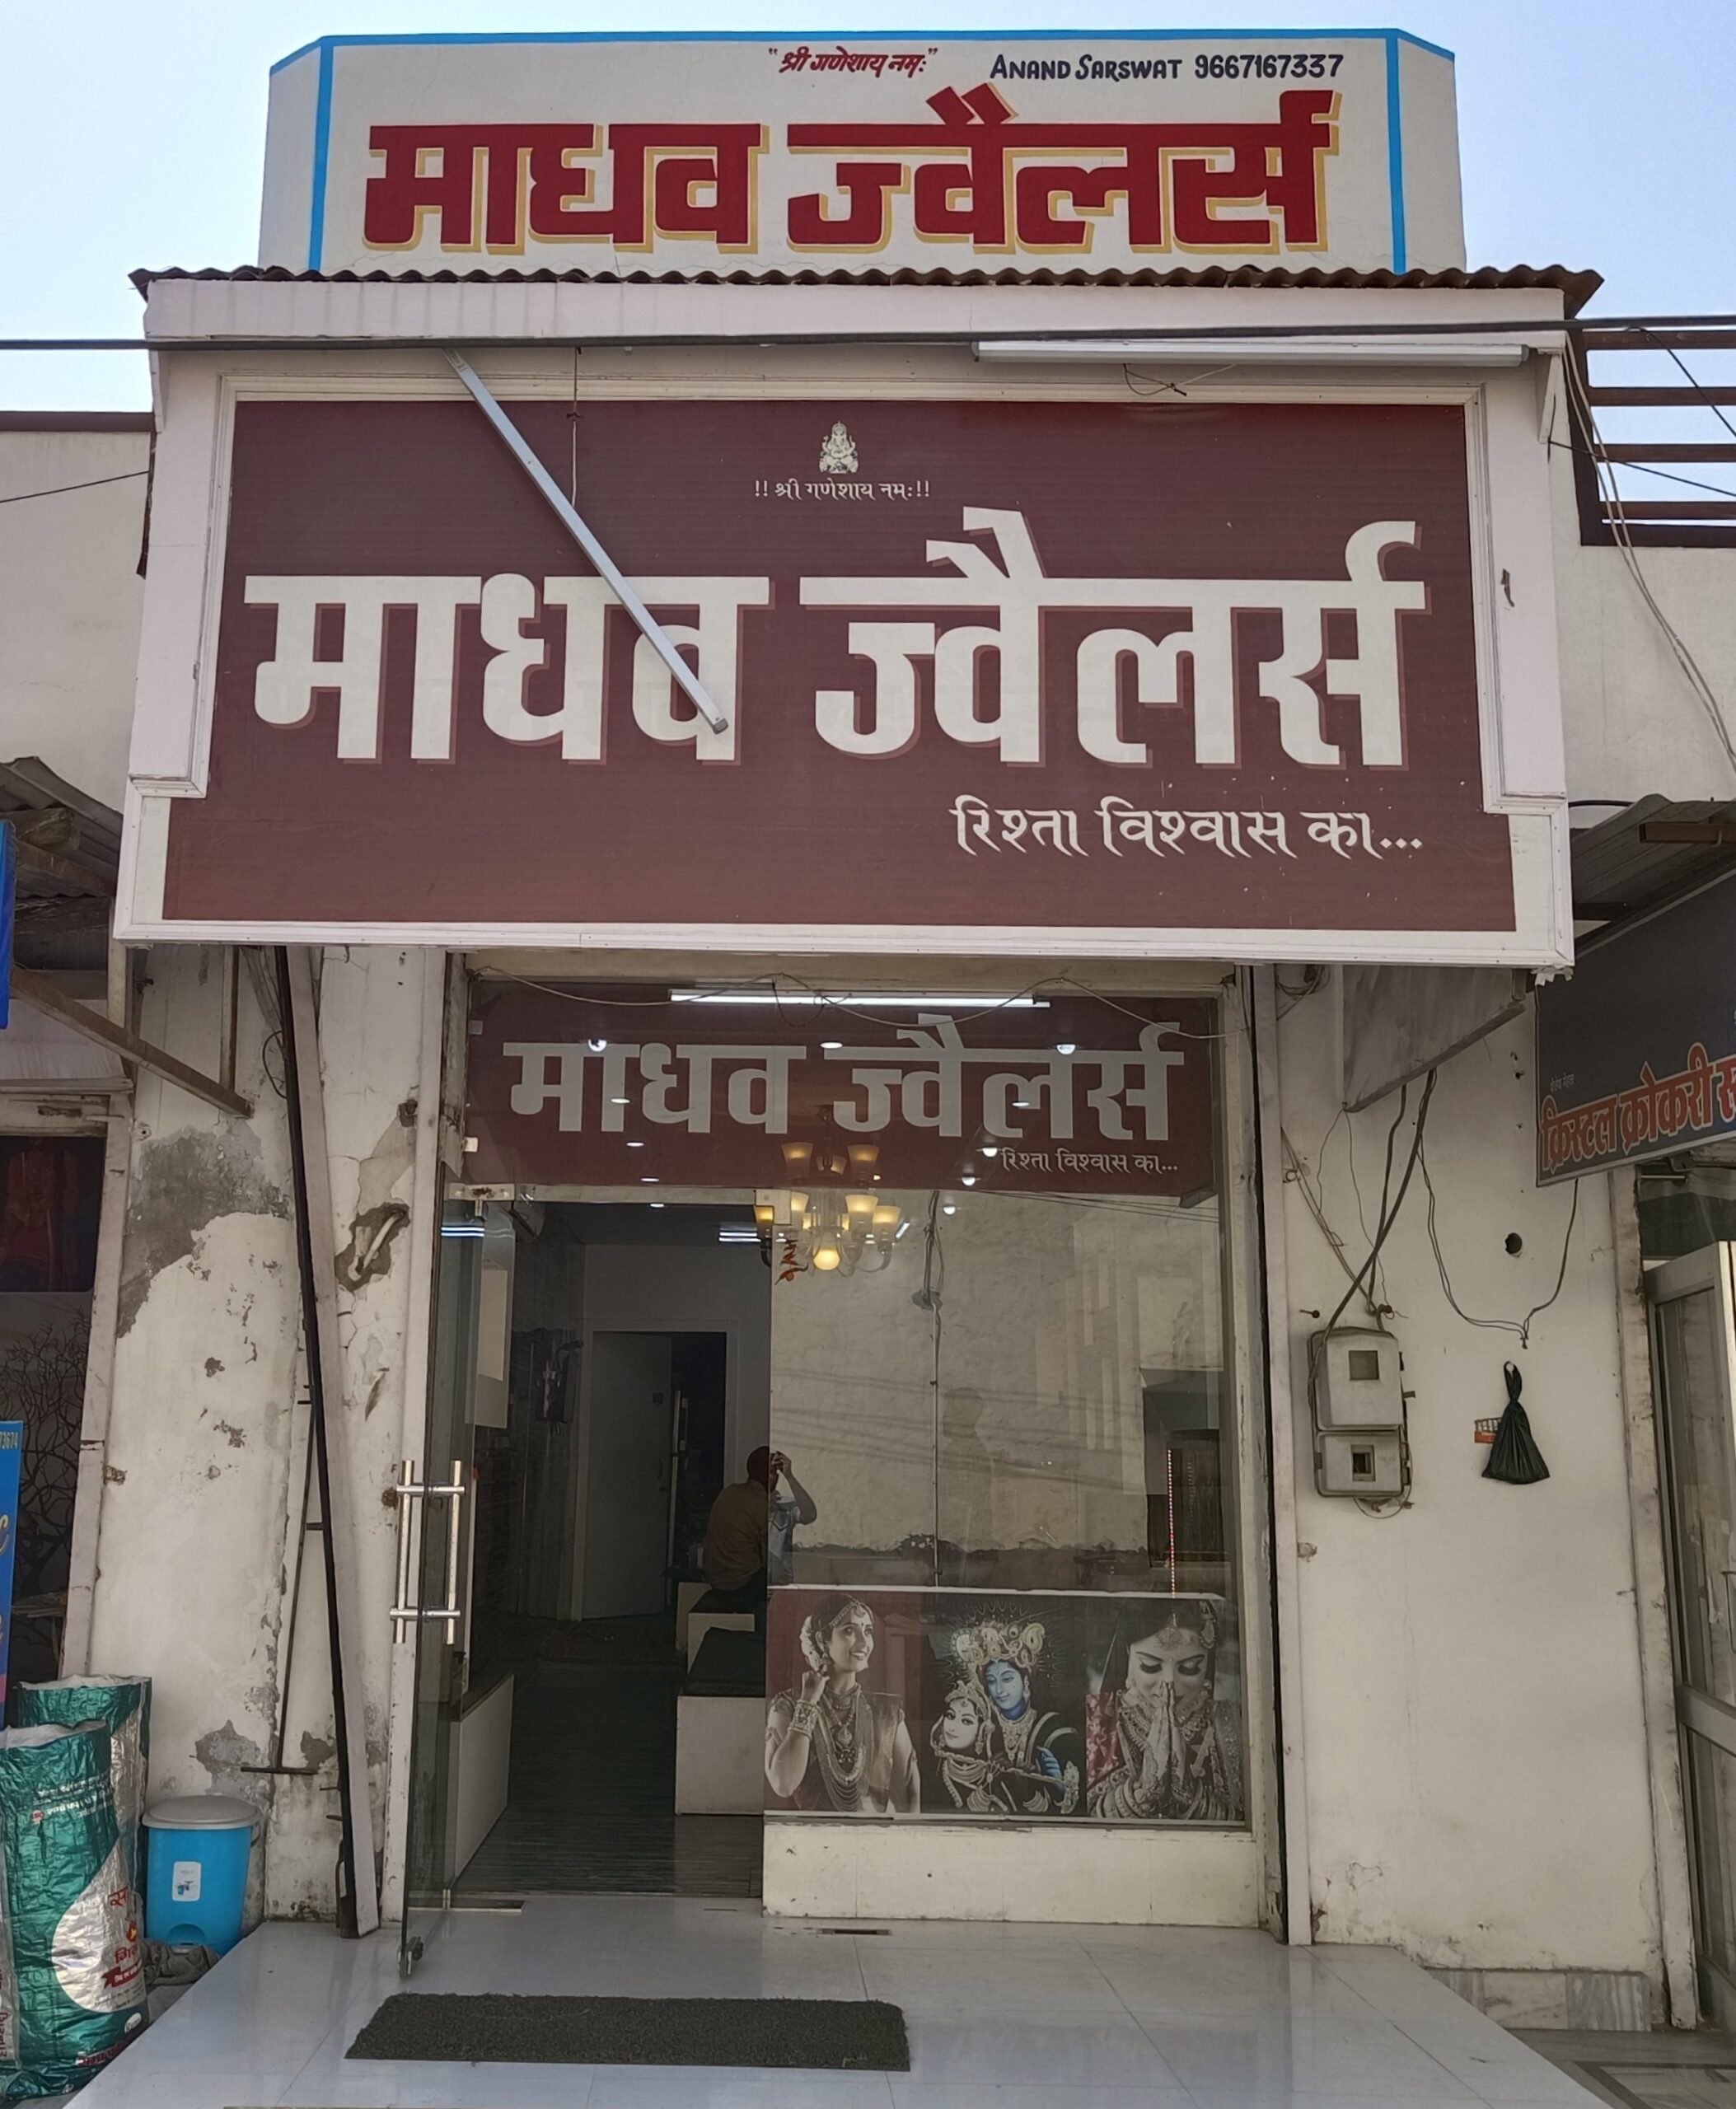 "श्री गणेशाय नमः" ANAND SARSWAT 9667167337
माधव ज्वैलर्स
!! श्री गणेशाय नमः!!
माधव ज्वैलर्स
रिश्ता विश्वास का...
माधव ज्वैलर्स
रिश्ता विश्वास का...
क्रिस्टल क्रोकरी